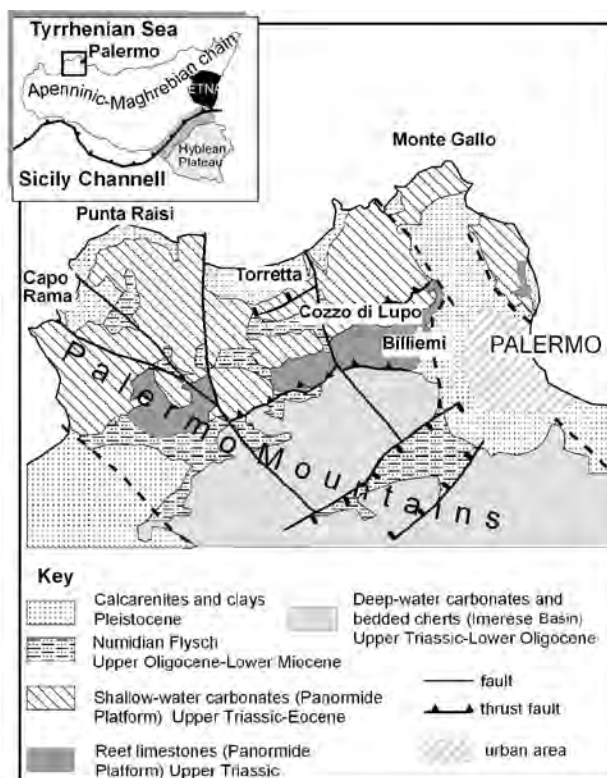 Tyrrhenian Sea
Palermo
Apenninic-Maghrebian chain
ETNA
Hyblean
Plateau
Sicily Channell
Monte Gallo
Punta Raisi
Capo
Rama
Torretta
Cozzo di Lupo
Billiemi
PALERMO
Palermo Mountains
Key
Calcarenites and clays
Pleistocene
Numidian Flysch
Upper Oligocene-Lower Miocene
Shallow-water carbonates (Panormide
Platform) Upper Triassic-Eocene
Reef limestones (Panormide
Platform) Upper Triassic
Deep-water carbonates and
bedded cherts (Imerese Basin)
Upper Triassic-Lower Oligocene
fault
thrust fault
urban area